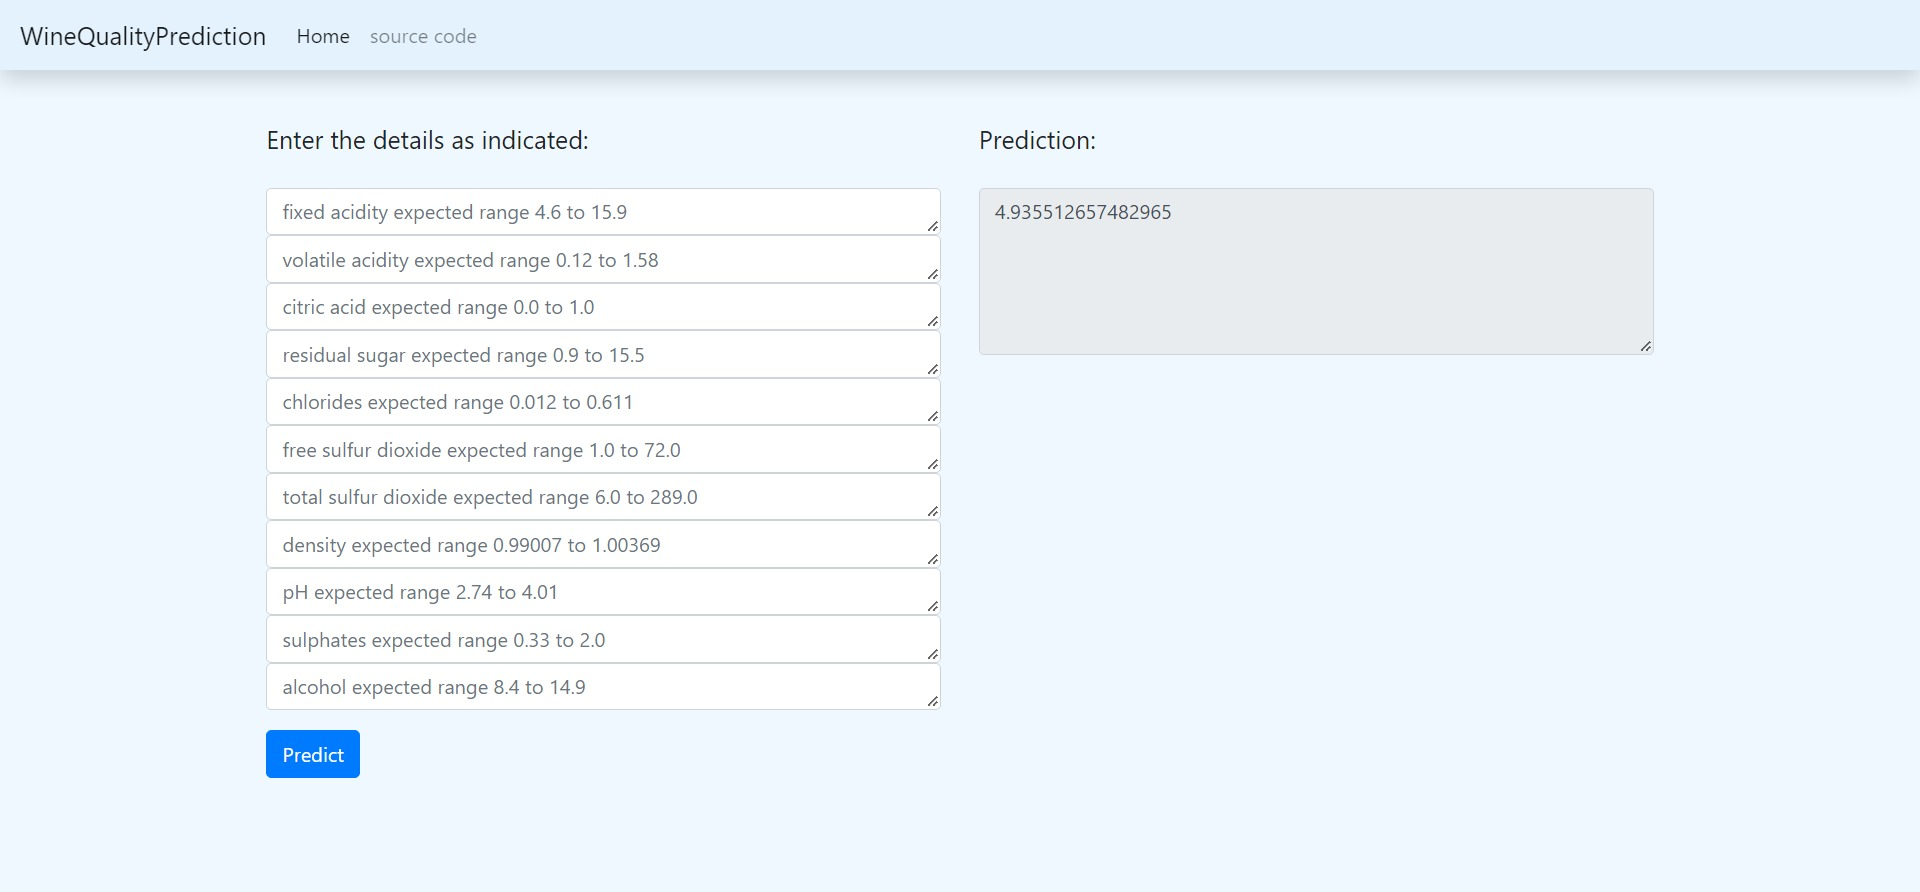 WineQualityPrediction Home source code
Enter the details as indicated:
fixed acidity expected range 4.6 to 15.9
volatile acidity expected range 0.12 to 1.58
citric acid expected range 0.0 to 1.0
residual sugar expected range 0.9 to 15.5
chlorides expected range 0.012 to 0.611
free sulfur dioxide expected range 1.0 to 72.0
total sulfur dioxide expected range 6.0 to 289.0
density expected range 0.99007 to 1.00369
pH expected range 2.74 to 4.01
sulphates expected range 0.33 to 2.0
alcohol expected range 8.4 to 14.9
Predict
Prediction:
4.935512657482965